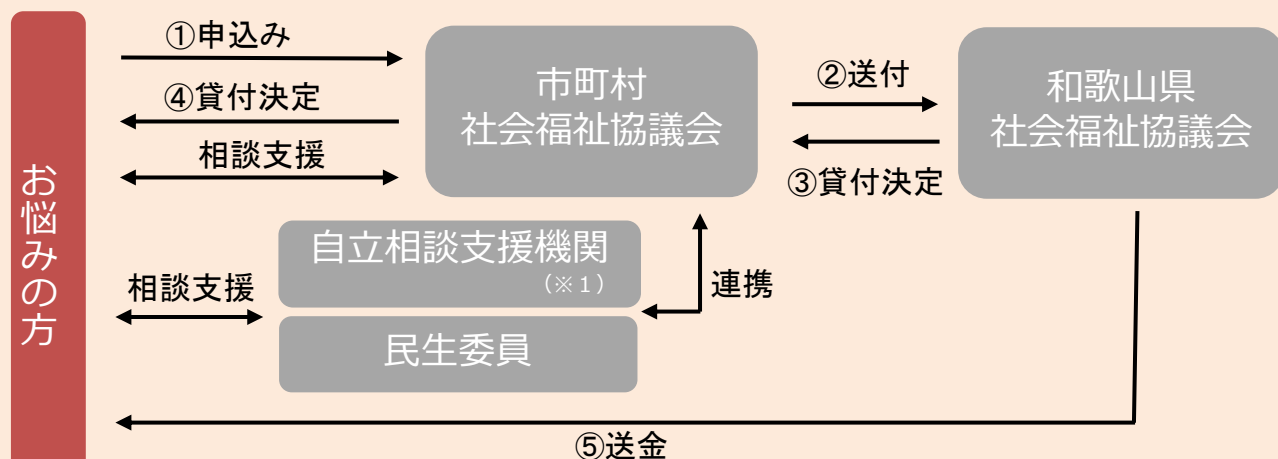 お悩みの方
①申込み
④貸付決定
相談支援
市町村
社会福祉協議会
②送付
③貸付決定
和歌山県
社会福祉協議会
自立相談支援機関
（※１）
相談支援
連携
民生委員
⑤送金